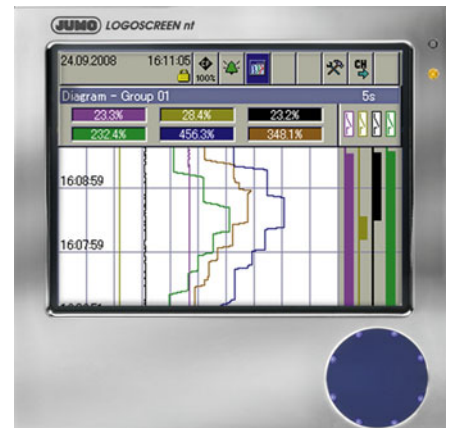 JUMO LOGOSCREEN nt
24.09.2008 16:11:05 100% CH
Diagram - Group 01 5s
23.3% 28.4% 23.2%
232.4% 456.3% 348.1%
16:08:59
16:07:59